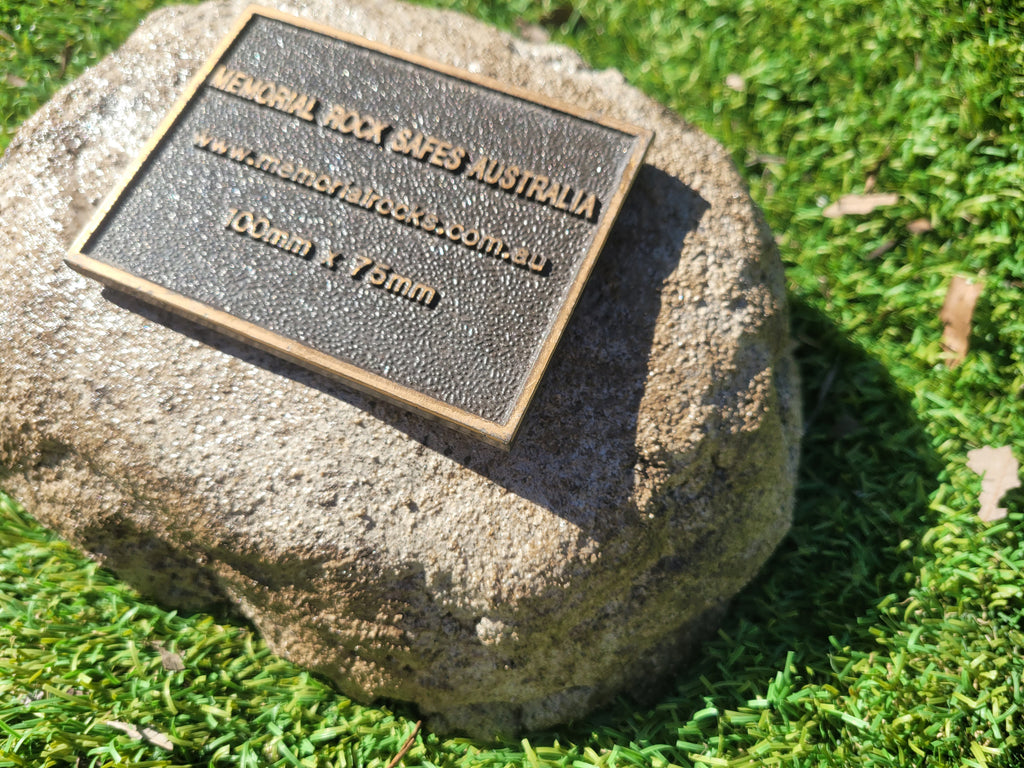 MEMORIAL ROCK SAFES AUSTRALIA
www.memorialrocks.com.au
100mm x 75mm